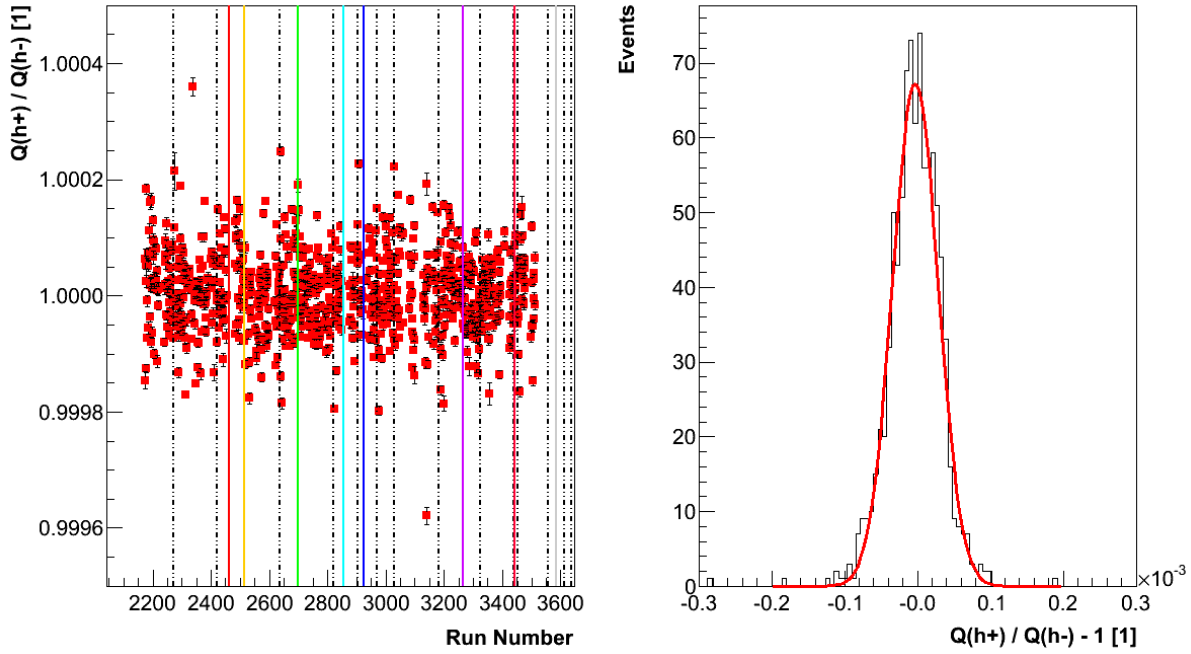 Q(h+) / Q(h-) [1]
1.0004
1.0002
1.0000
0.9998
0.9996
2200 2400 2600 2800 3000 3200 3400 3600
Run Number
Events
70
60
50
40
30
20
10
0
-0.3 -0.2 -0.1 -0.0 0.1 0.2 0.3
×10⁻³
Q(h+) / Q(h-) - 1 [1]